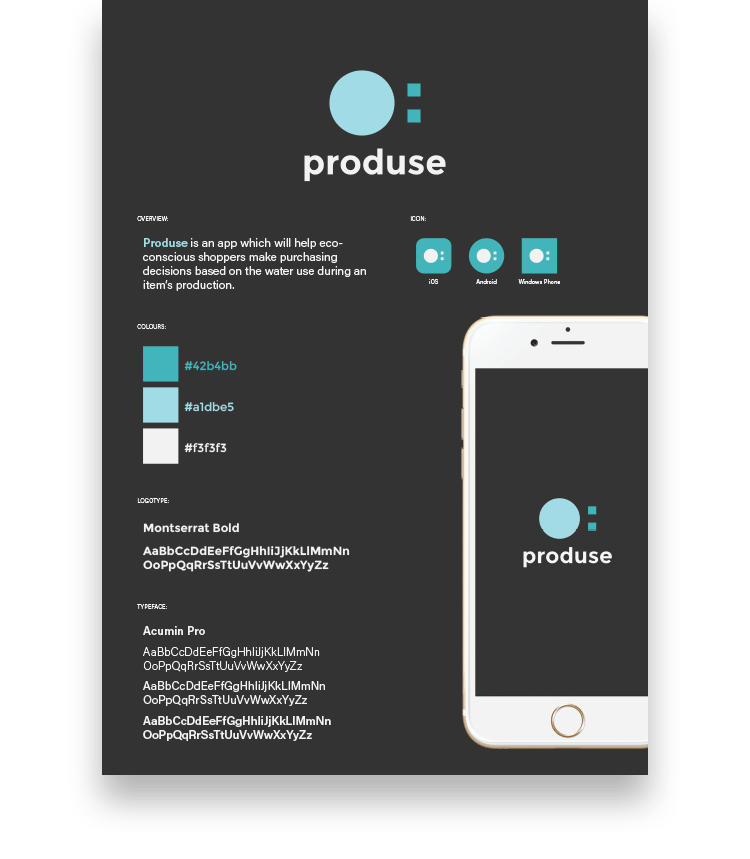 produse
OVERVIEW:
Produse is an app which will help eco-
conscious shoppers make purchasing
decisions based on the water use during an
item's production.
ICON:
iOS
Android
Windows Phone
COLOURS:
#42b4bb
#a1dbe5
#f3f3f3
LOGOTYPE:
Montserrat Bold
AaBbCcDdEeFfGgHhIiJjKkLlMmNn
OoPpQqRrSsTtUuVvWwXxYyZz
TYPEFACE:
Acumin Pro
AaBbCcDdEeFfGgHhIiJjKkLlMmNn
OoPpQqRrSsTtUuVvWwXxYyZz
AaBbCcDdEeFfGgHhIiJjKkLlMmNn
OoPpQqRrSsTtUuVvWwXxYyZz
AaBbCcDdEeFfGgHhIiJjKkLlMmNn
OoPpQqRrSsTtUuVvWwXxYyZz
produse